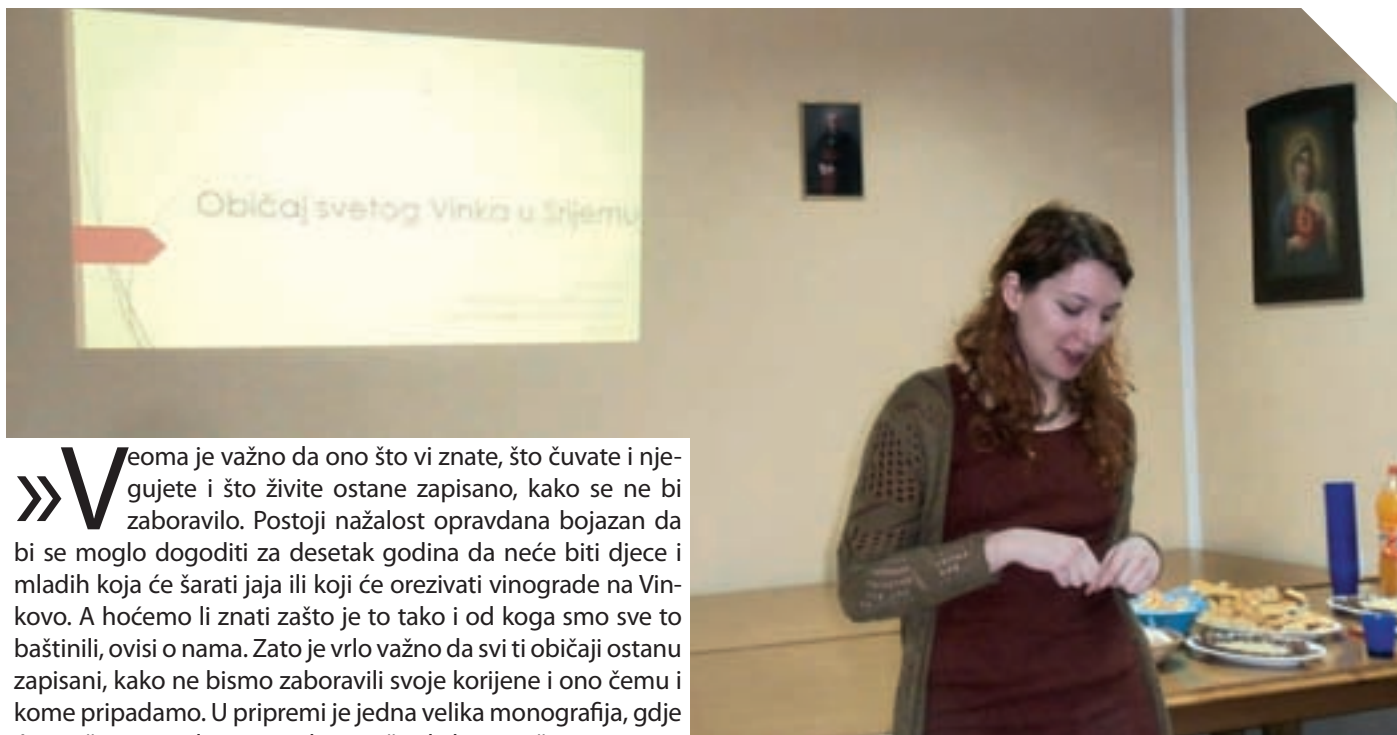 Običaj svetog Vinka u Srijemu
»Veoma je važno da ono što vi znate, što čuvate i nje-
gujete i što živite ostane zapisano, kako se ne bi
zaboravilo. Postoji nažalost opravdana bojazan da
bi se moglo dogoditi za desetak godina da neće biti djece i
mladih koja će šarati jaja ili koji će orezivati vinograde na Vin-
kovo. A hoćemo li znati zašto je to tako i od koga smo sve to
baštinili, ovisi o nama. Zato je vrlo važno da svi ti običaji ostanu
zapisani, kako ne bismo zaboravili svoje korijene i ono čemu i
kome pripadamo. U pripremi je jedna velika monografija, gdje